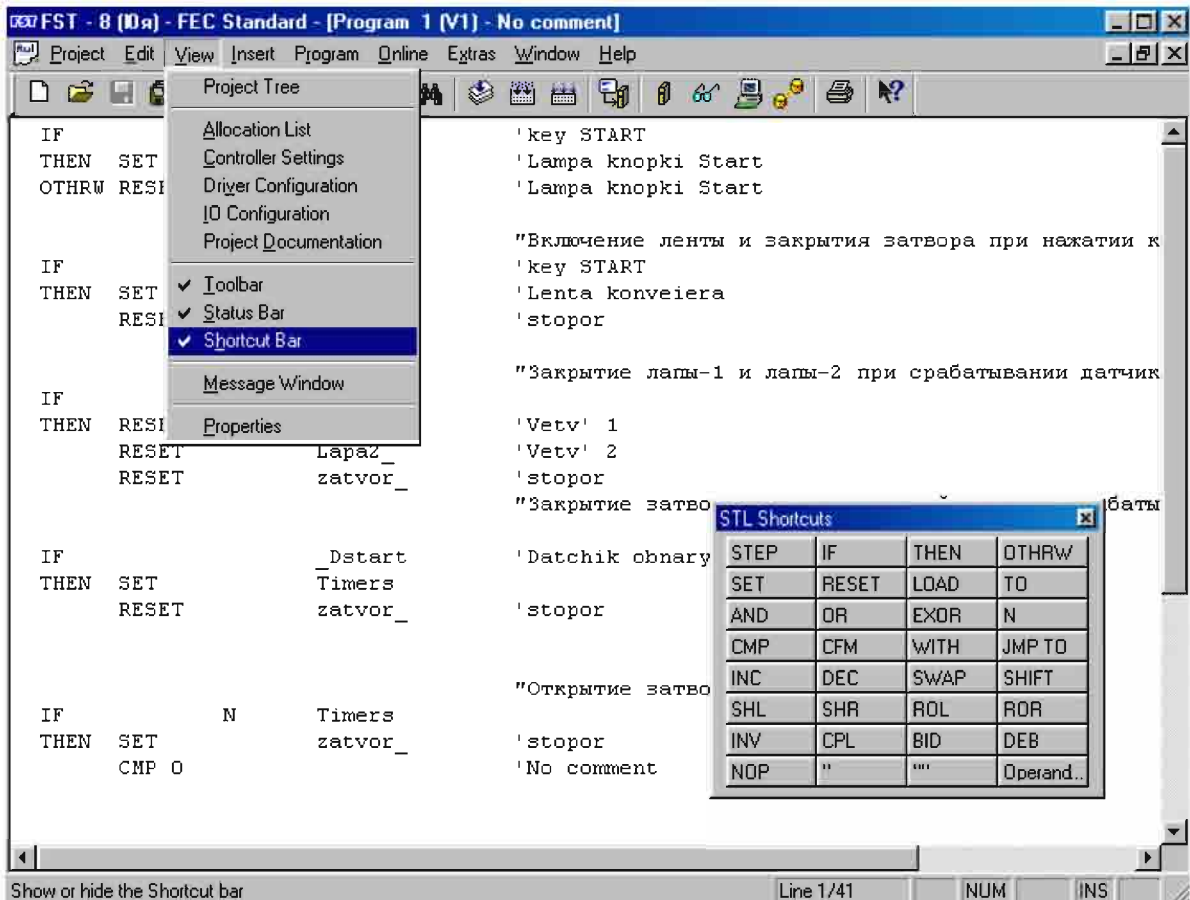 FST - 8 (Юя) - FEC Standard - [Program 1 (V1) - No comment]
Project Edit View Insert Program Online Extras Window Help
Project Tree
Allocation List
Controller Settings
Driver Configuration
IO Configuration
Project Documentation
Toolbar
Status Bar
Shortcut Bar
Message Window
Properties
IF 'key START
THEN SET 'Lampa knopki Start
OTHRW RESE 'Lampa knopki Start
"Включение ленты и закрытия затвора при нажатии к
IF 'key START
THEN SET 'Lenta konveiera
RESE 'stopor
"Закрытие лапы-1 и лапы-2 при срабатывании датчик
IF
THEN RESE 'Vetv' 1
RESET Lapa2_ 'Vetv' 2
RESET zatvor_ 'stopor
"Закрытие затво баты
IF _Dstart 'Datchik obnary
THEN SET Timers
RESET zatvor_ 'stopor
"Открытие затво
IF N Timers
THEN SET zatvor_ 'stopor
CMP 0 'No comment
STL Shortcuts
STEP IF THEN OTHRW
SET RESET LOAD TO
AND OR EXOR N
CMP CFM WITH JMP TO
INC DEC SWAP SHIFT
SHL SHR ROL ROR
INV CPL BID DEB
NOP " "" Operand..
Show or hide the Shortcut bar Line 1/41 NUM INS